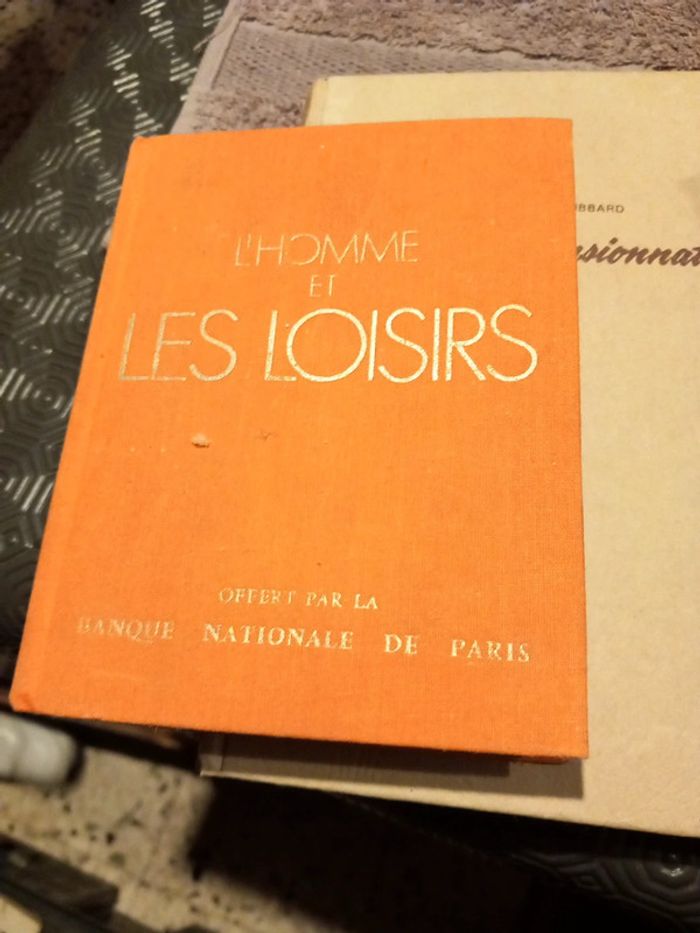 L'HOMME
ET
LES LOISIRS
OFFERT PAR LA
BANQUE NATIONALE DE PARIS